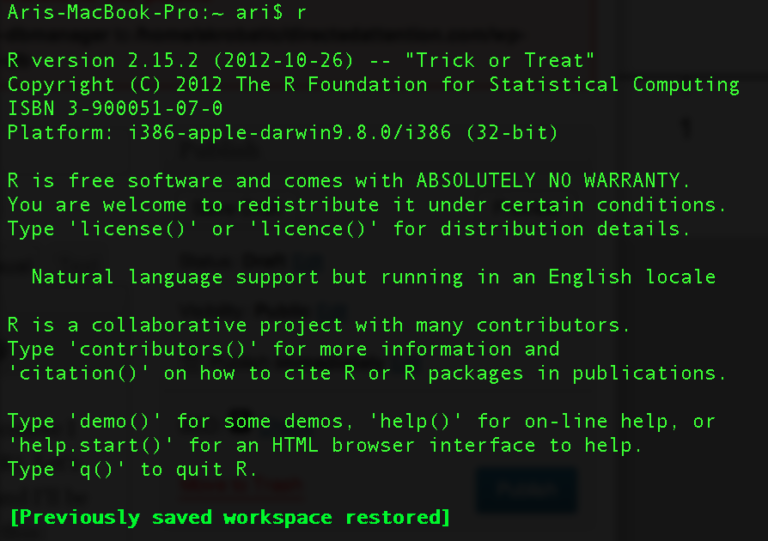 Aris-MacBook-Pro:~ ari$ r
R version 2.15.2 (2012-10-26) -- "Trick or Treat"
Copyright (C) 2012 The R Foundation for Statistical Computing
ISBN 3-900051-07-0
Platform: i386-apple-darwin9.8.0/i386 (32-bit)
R is free software and comes with ABSOLUTELY NO WARRANTY.
You are welcome to redistribute it under certain conditions.
Type 'license()' or 'licence()' for distribution details.
Natural language support but running in an English locale
R is a collaborative project with many contributors.
Type 'contributors()' for more information and
'citation()' on how to cite R or R packages in publications.
Type 'demo()' for some demos, 'help()' for on-line help, or
'help.start()' for an HTML browser interface to help.
Type 'q()' to quit R.
[Previously saved workspace restored]